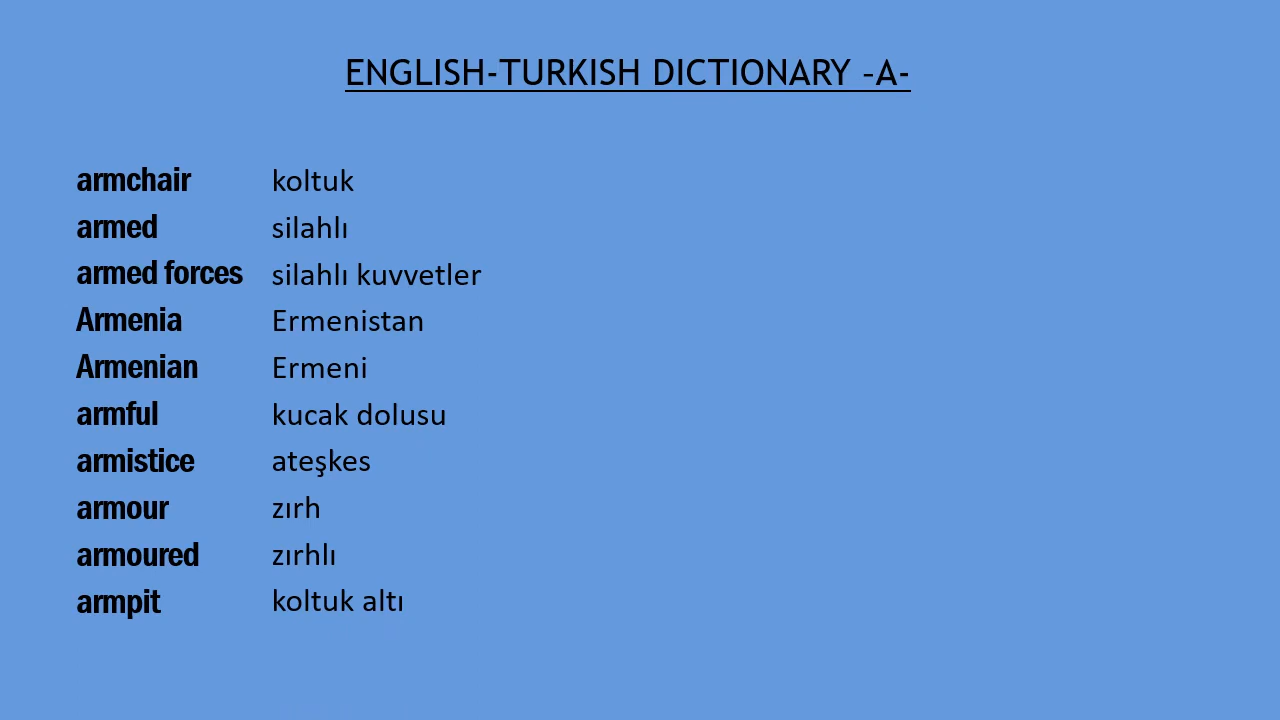 ENGLISH-TURKISH DICTIONARY –A-
armchair koltuk
armed silahlı
armed forces silahlı kuvvetler
Armenia Ermenistan
Armenian Ermeni
armful kucak dolusu
armistice ateşkes
armour zırh
armoured zırhlı
armpit koltuk altı